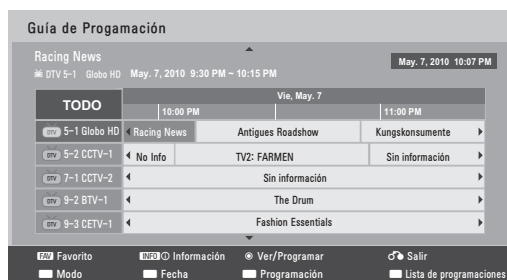 Guía de Progamación
Racing News
DTV 5-1 Globo HD May. 7, 2010 9:30 PM ~ 10:15 PM
May. 7, 2010 10:07 PM
TODO
Vie, May. 7
10:00 PM 11:00 PM
DTV 5-1 Globo HD Racing News Antigues Roadshow Kungskonsumente
DTV 5-2 CCTV-1 No Info TV2: FARMEN Sin información
DTV 7-1 CCTV-2 Sin información
DTV 9-2 BTV-1 The Drum
DTV 9-3 CETV-1 Fashion Essentials
FAV Favorito INFO Información Ver/Programar Salir
Modo Fecha Programación Lista de programaciones